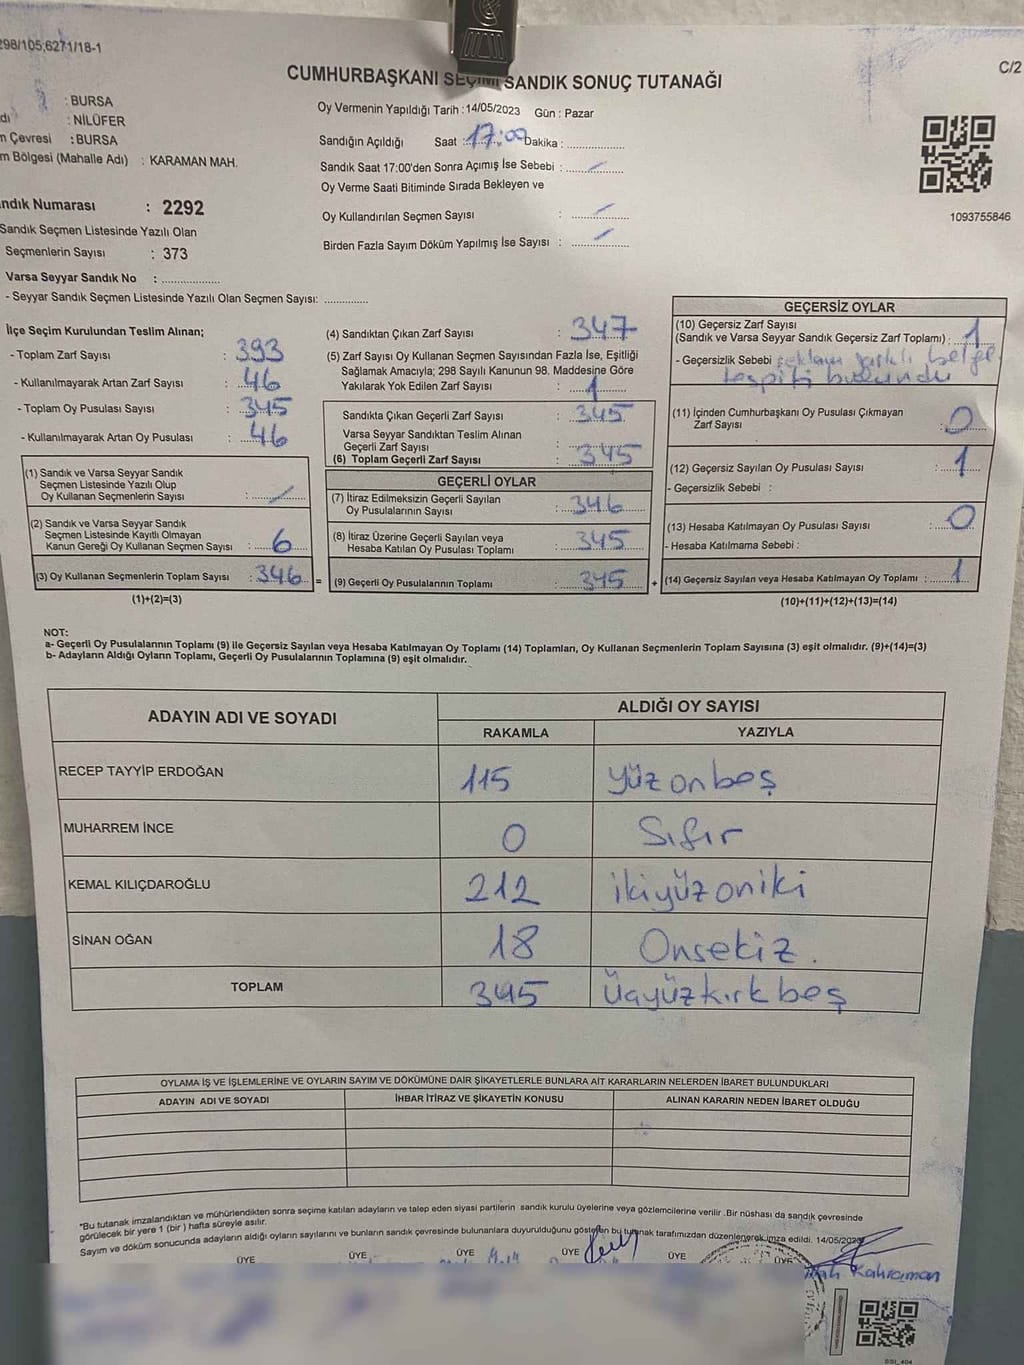 298/105;6271/18-1
C/2
CUMHURBAŞKANI SEÇİMİ SANDIK SONUÇ TUTANAĞI
: BURSA
: NİLÜFER
Çevresi : BURSA
Bölgesi (Mahalle Adı) : KARAMAN MAH.
Oy Vermenin Yapıldığı Tarih : 14/05/2023 Gün : Pazar
Sandığın Açıldığı Saat : 17:00 Dakika :
Sandık Saat 17:00'den Sonra Açımış İse Sebebi : /
Oy Verme Saati Bitiminde Sırada Bekleyen ve
Oy Kullandırılan Seçmen Sayısı : /
Birden Fazla Sayım Döküm Yapılmış İse Sayısı : /
1093755846
Numarası : 2292
Sandık Seçmen Listesinde Yazılı Olan
Seçmenlerin Sayısı : 373
Varsa Seyyar Sandık No :
- Seyyar Sandık Seçmen Listesinde Yazılı Olan Seçmen Sayısı:
İlçe Seçim Kurulundan Teslim Alınan;
- Toplam Zarf Sayısı : 393
- Kullanılmayarak Artan Zarf Sayısı : 46
- Toplam Oy Pusulası Sayısı : 345
- Kullanılmayarak Artan Oy Pusulası : 46
(1) Sandık ve Varsa Seyyar Sandık
Seçmen Listesinde Yazılı Olup
Oy Kullanan Seçmenlerin Sayısı : /
(2) Sandık ve Varsa Seyyar Sandık
Seçmen Listesinde Kayıtlı Olmayan
Kanun Gereği Oy Kullanan Seçmen Sayısı : 6
(3) Oy Kullanan Seçmenlerin Toplam Sayısı : 346 =
(1)+(2)=(3)
(4) Sandıktan Çıkan Zarf Sayısı : 347
(5) Zarf Sayısı Oy Kullanan Seçmen Sayısından Fazla İse, Eşitliği
Sağlamak Amacıyla; 298 Sayılı Kanunun 98. Maddesine Göre
Yakılarak Yok Edilen Zarf Sayısı : 1
Sandıkta Çıkan Geçerli Zarf Sayısı : 345
Varsa Seyyar Sandıktan Teslim Alınan
Geçerli Zarf Sayısı :
(6) Toplam Geçerli Zarf Sayısı : 345
GEÇERLİ OYLAR
(7) İtiraz Edilmeksizin Geçerli Sayılan
Oy Pusulalarının Sayısı : 346
(8) İtiraz Üzerine Geçerli Sayılan veya
Hesaba Katılan Oy Pusulası Toplamı : 345
(9) Geçerli Oy Pusulalarının Toplamı : 345 +
GEÇERSİZ OYLAR
(10) Geçersiz Zarf Sayısı
(Sandık ve Varsa Seyyar Sandık Geçersiz Zarf Toplamı) : 1
- Geçersizlik Sebebi :
tespiti bulundu
(11) İçinden Cumhurbaşkanı Oy Pusulası Çıkmayan
Zarf Sayısı : 0
(12) Geçersiz Sayılan Oy Pusulası Sayısı : 1
- Geçersizlik Sebebi :
(13) Hesaba Katılmayan Oy Pusulası Sayısı : 0
- Hesaba Katılmama Sebebi :
(14) Geçersiz Sayılan veya Hesaba Katılmayan Oy Toplamı : 1
(10)+(11)+(12)+(13)=(14)
NOT:
a- Geçerli Oy Pusulalarının Toplamı (9) ile Geçersiz Sayılan veya Hesaba Katılmayan Oy Toplamı (14) Toplamları, Oy Kullanan Seçmenlerin Toplam Sayısına (3) eşit olmalıdır. (9)+(14)=(3)
b- Adayların Aldığı Oyların Toplamı, Geçerli Oy Pusulalarının Toplamına (9) eşit olmalıdır.
ADAYIN ADI VE SOYADI
ALDIĞI OY SAYISI
RAKAMLA YAZIYLA
RECEP TAYYİP ERDOĞAN 115 yüzonbeş
MUHARREM İNCE 0 Sıfır
KEMAL KILIÇDAROĞLU 212 ikiyüzoniki
SİNAN OĞAN 18 Onsekiz.
TOPLAM 345 Üçyüzkırkbeş
OYLAMA İŞ VE İŞLEMLERİNE VE OYLARIN SAYIM VE DÖKÜMÜNE DAİR ŞİKAYETLERLE BUNLARA AİT KARARLARIN NELERDEN İBARET BULUNDUKLARI
ADAYIN ADI VE SOYADI İHBAR İTİRAZ VE ŞİKAYETİN KONUSU ALINAN KARARIN NEDEN İBARET OLDUĞU
*Bu tutanak imzalandıktan ve mühürlendikten sonra seçime katılan adayların ve talep eden siyasi partilerin sandık kurulu üyelerine veya gözlemcilerine verilir .Bir nüshası da sandık çevresinde
görülecek bir yere 1 (bir ) hafta süreyle asılır.
Sayım ve döküm sonucunda adayların aldığı oyların sayılarını ve bunların sandık çevresinde bulunanlara duyurulduğunu gösteren bu tutanak tarafımızdan düzenlenerek imza edildi. 14/05/2023
ÜYE ÜYE ÜYE ÜYE ÜYE ÜYE
Kahraman
SSI_404